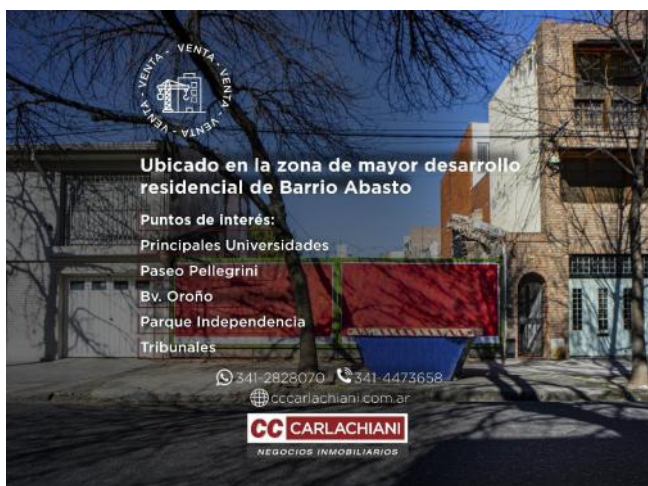 VENTA - VENTA - VENTA - VENTA - VENTA -
Ubicado en la zona de mayor desarrollo
residencial de Barrio Abasto
Puntos de interés:
Principales Universidades
Paseo Pellegrini
Bv. Oroño
Parque Independencia
Tribunales
341-2828070 341-4473658
cccarlachiani.com.ar
CC CARLACHIANI
NEGOCIOS INMOBILIARIOS